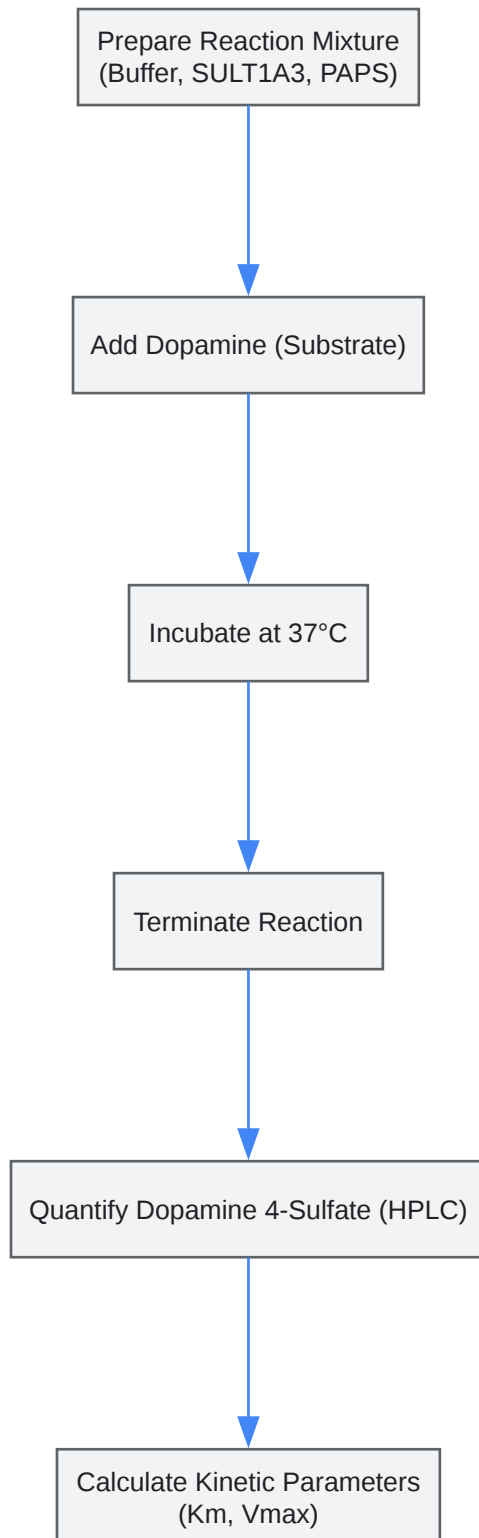 Prepare Reaction Mixture
(Buffer, SULT1A3, PAPS)
Add Dopamine (Substrate)
Incubate at 37°C
Terminate Reaction
Quantify Dopamine 4-Sulfate (HPLC)
Calculate Kinetic Parameters
(Km, Vmax)